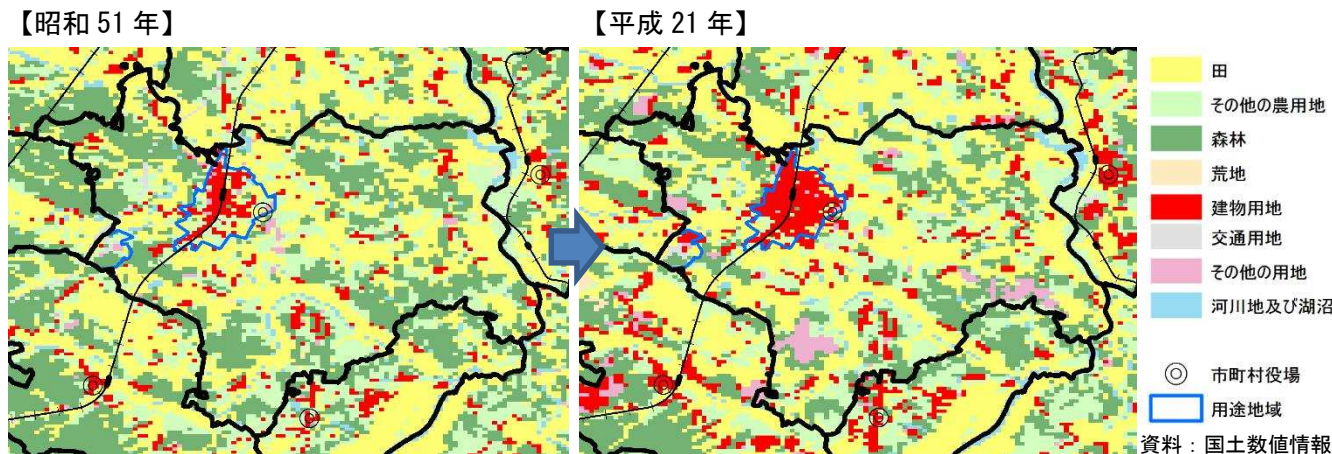 【昭和 51 年】
【平成 21 年】
田
その他の農用地
森林
荒地
建物用地
交通用地
その他の用地
河川地及び湖沼
市町村役場
用途地域
資料：国土数値情報